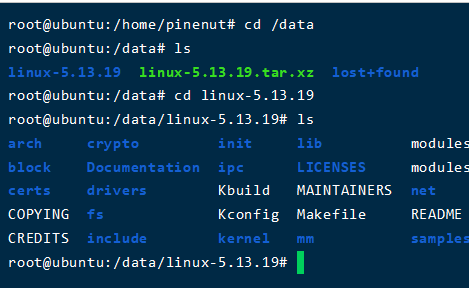 root@ubuntu:/home/pinenut# cd /data
root@ubuntu:/data# ls
linux-5.13.19 linux-5.13.19.tar.xz lost+found
root@ubuntu:/data# cd linux-5.13.19
root@ubuntu:/data/linux-5.13.19# ls
arch crypto init lib modules
block Documentation ipc LICENSES modules
certs drivers Kbuild MAINTAINERS net
COPYING fs Kconfig Makefile README
CREDITS include kernel mm samples
root@ubuntu:/data/linux-5.13.19#